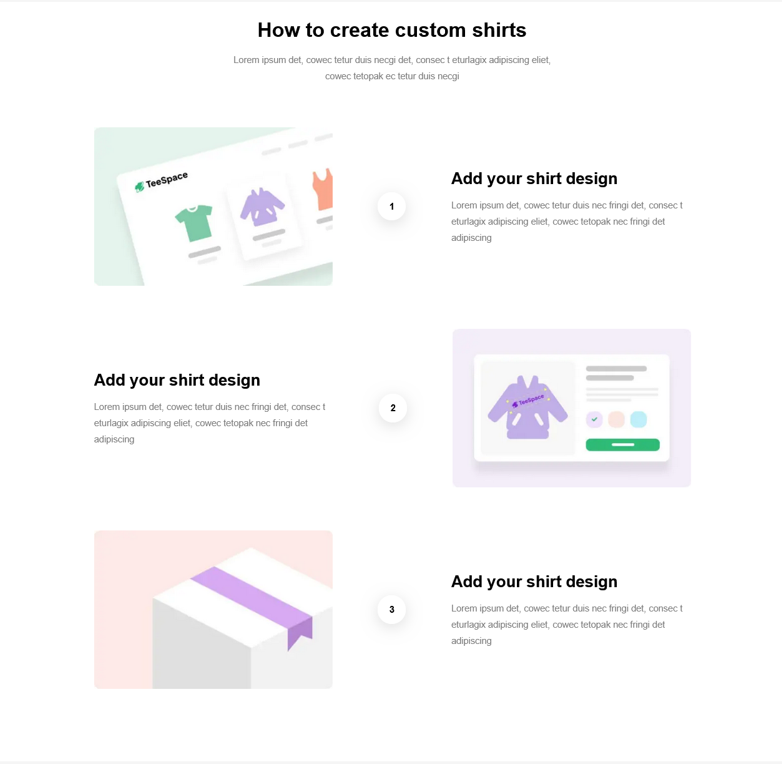 How to create custom shirts
Lorem ipsum det, cowec tetur duis necgi det, consec t eturlagix adipiscing eliet,
cowec tetopak ec tetur duis necgi
TeeSpace
1
Add your shirt design
Lorem ipsum det, cowec tetur duis nec fringi det, consec t
eturlagix adipiscing eliet, cowec tetopak nec fringi det
adipiscing
Add your shirt design
Lorem ipsum det, cowec tetur duis nec fringi det, consec t
eturlagix adipiscing eliet, cowec tetopak nec fringi det
adipiscing
2
TeeSpace
3
Add your shirt design
Lorem ipsum det, cowec tetur duis nec fringi det, consec t
eturlagix adipiscing eliet, cowec tetopak nec fringi det
adipiscing